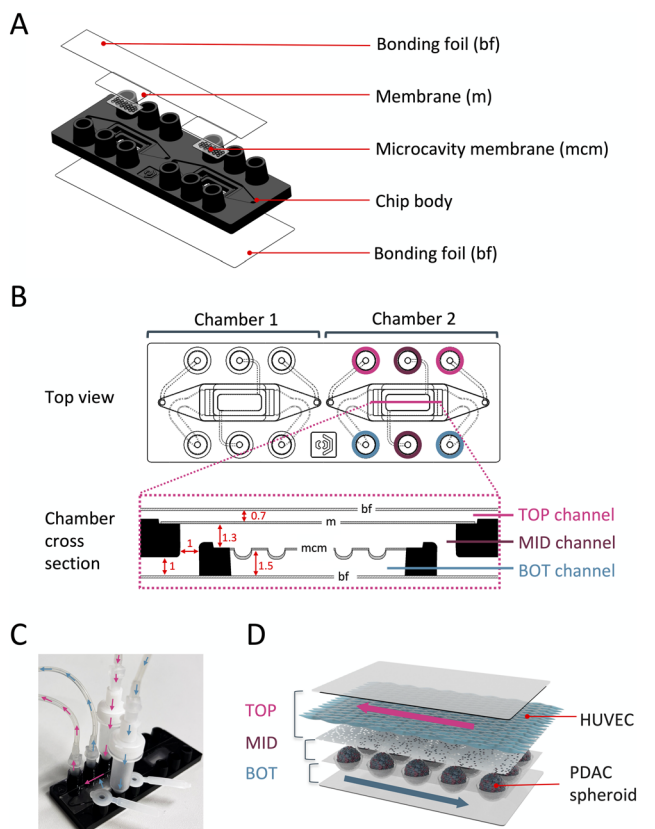 A
Bonding foil (bf)
Membrane (m)
Microcavity membrane (mcm)
Chip body
Bonding foil (bf)
B
Chamber 1
Chamber 2
Top view
Chamber
cross
section
bf
0.7
m
1.3
1
mcm
1
1.5
bf
TOP channel
MID channel
BOT channel
C
D
TOP
MID
BOT
HUVEC
PDAC
spheroid